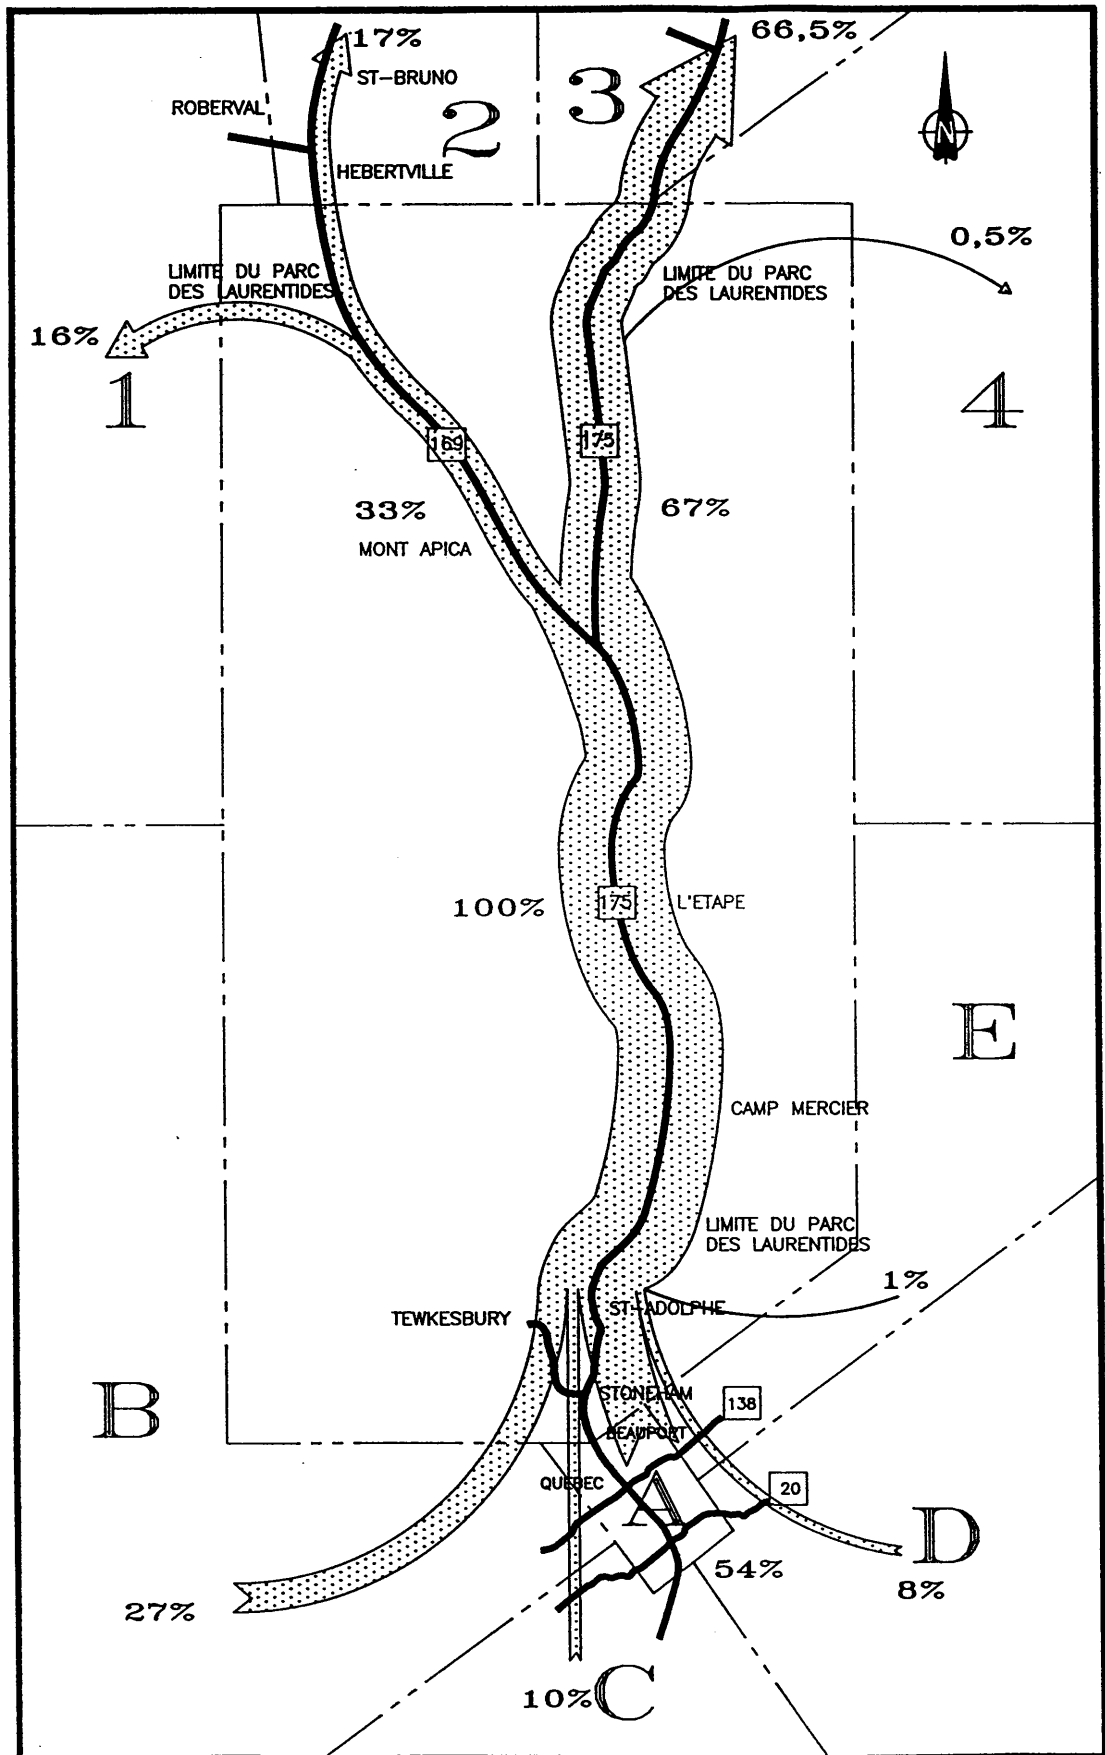 17%
66,5%
ST-BRUNO
3
ROBERVAL
2
N
HEBERTVILLE
0,5%
LIMITE DU PARC
DES LAURENTIDES
LIMITE DU PARC
DES LAURENTIDES
16%
1
4
169
175
33%
67%
MONT APICA
100%
175
L'ETAPE
E
CAMP MERCIER
LIMITE DU PARC
DES LAURENTIDES
1%
TEWKESBURY
ST-ADOLPHE
B
STONEHAM
138
BEAUPORT
QUEBEC
A
20
D
54%
8%
27%
10%
C